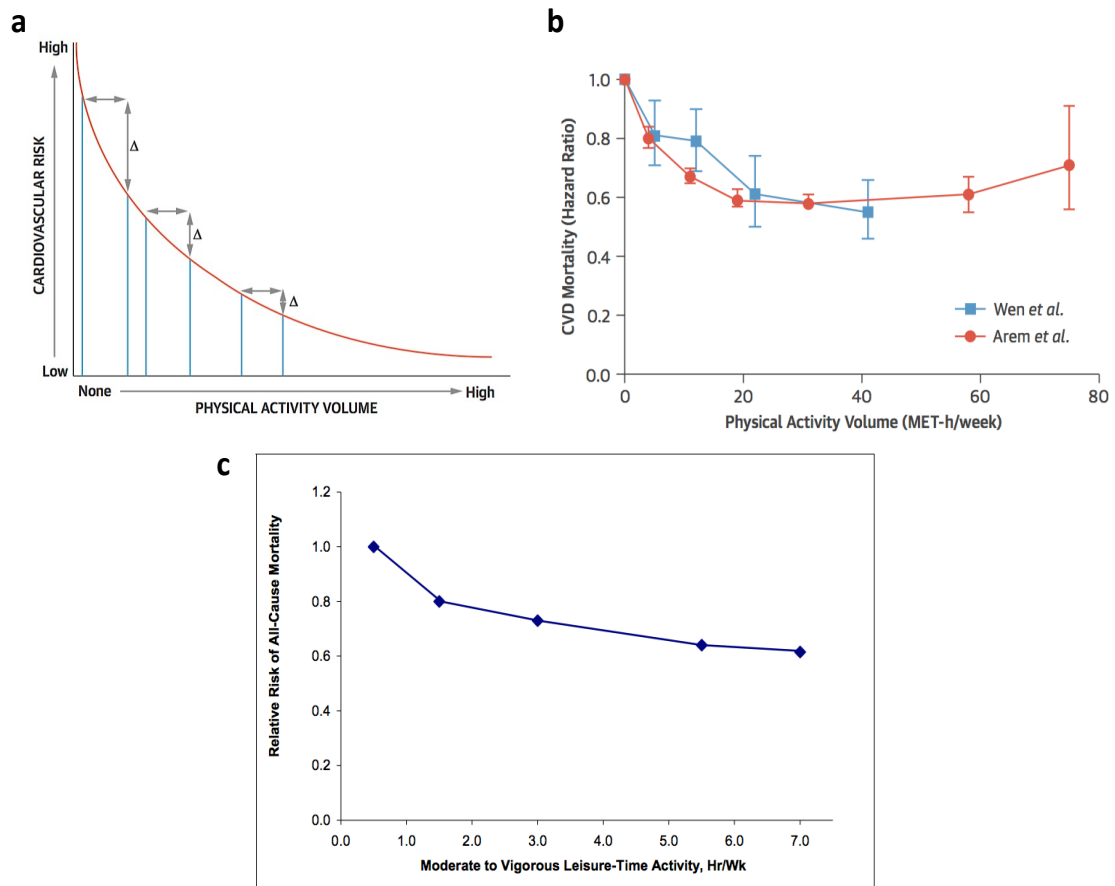 a
High
CARDIOVASCULAR RISK
Low
Δ
Δ
Δ
None
High
PHYSICAL ACTIVITY VOLUME
b
CVD Mortality (Hazard Ratio)
1.0
0.8
0.6
0.4
0.2
0.0
Wen et al.
Arem et al.
0 20 40 60 80
Physical Activity Volume (MET-h/week)
c
Relative Risk of All-Cause Mortality
1.2
1.0
0.8
0.6
0.4
0.2
0.0
0.0 1.0 2.0 3.0 4.0 5.0 6.0 7.0
Moderate to Vigorous Leisure-Time Activity, Hr/Wk